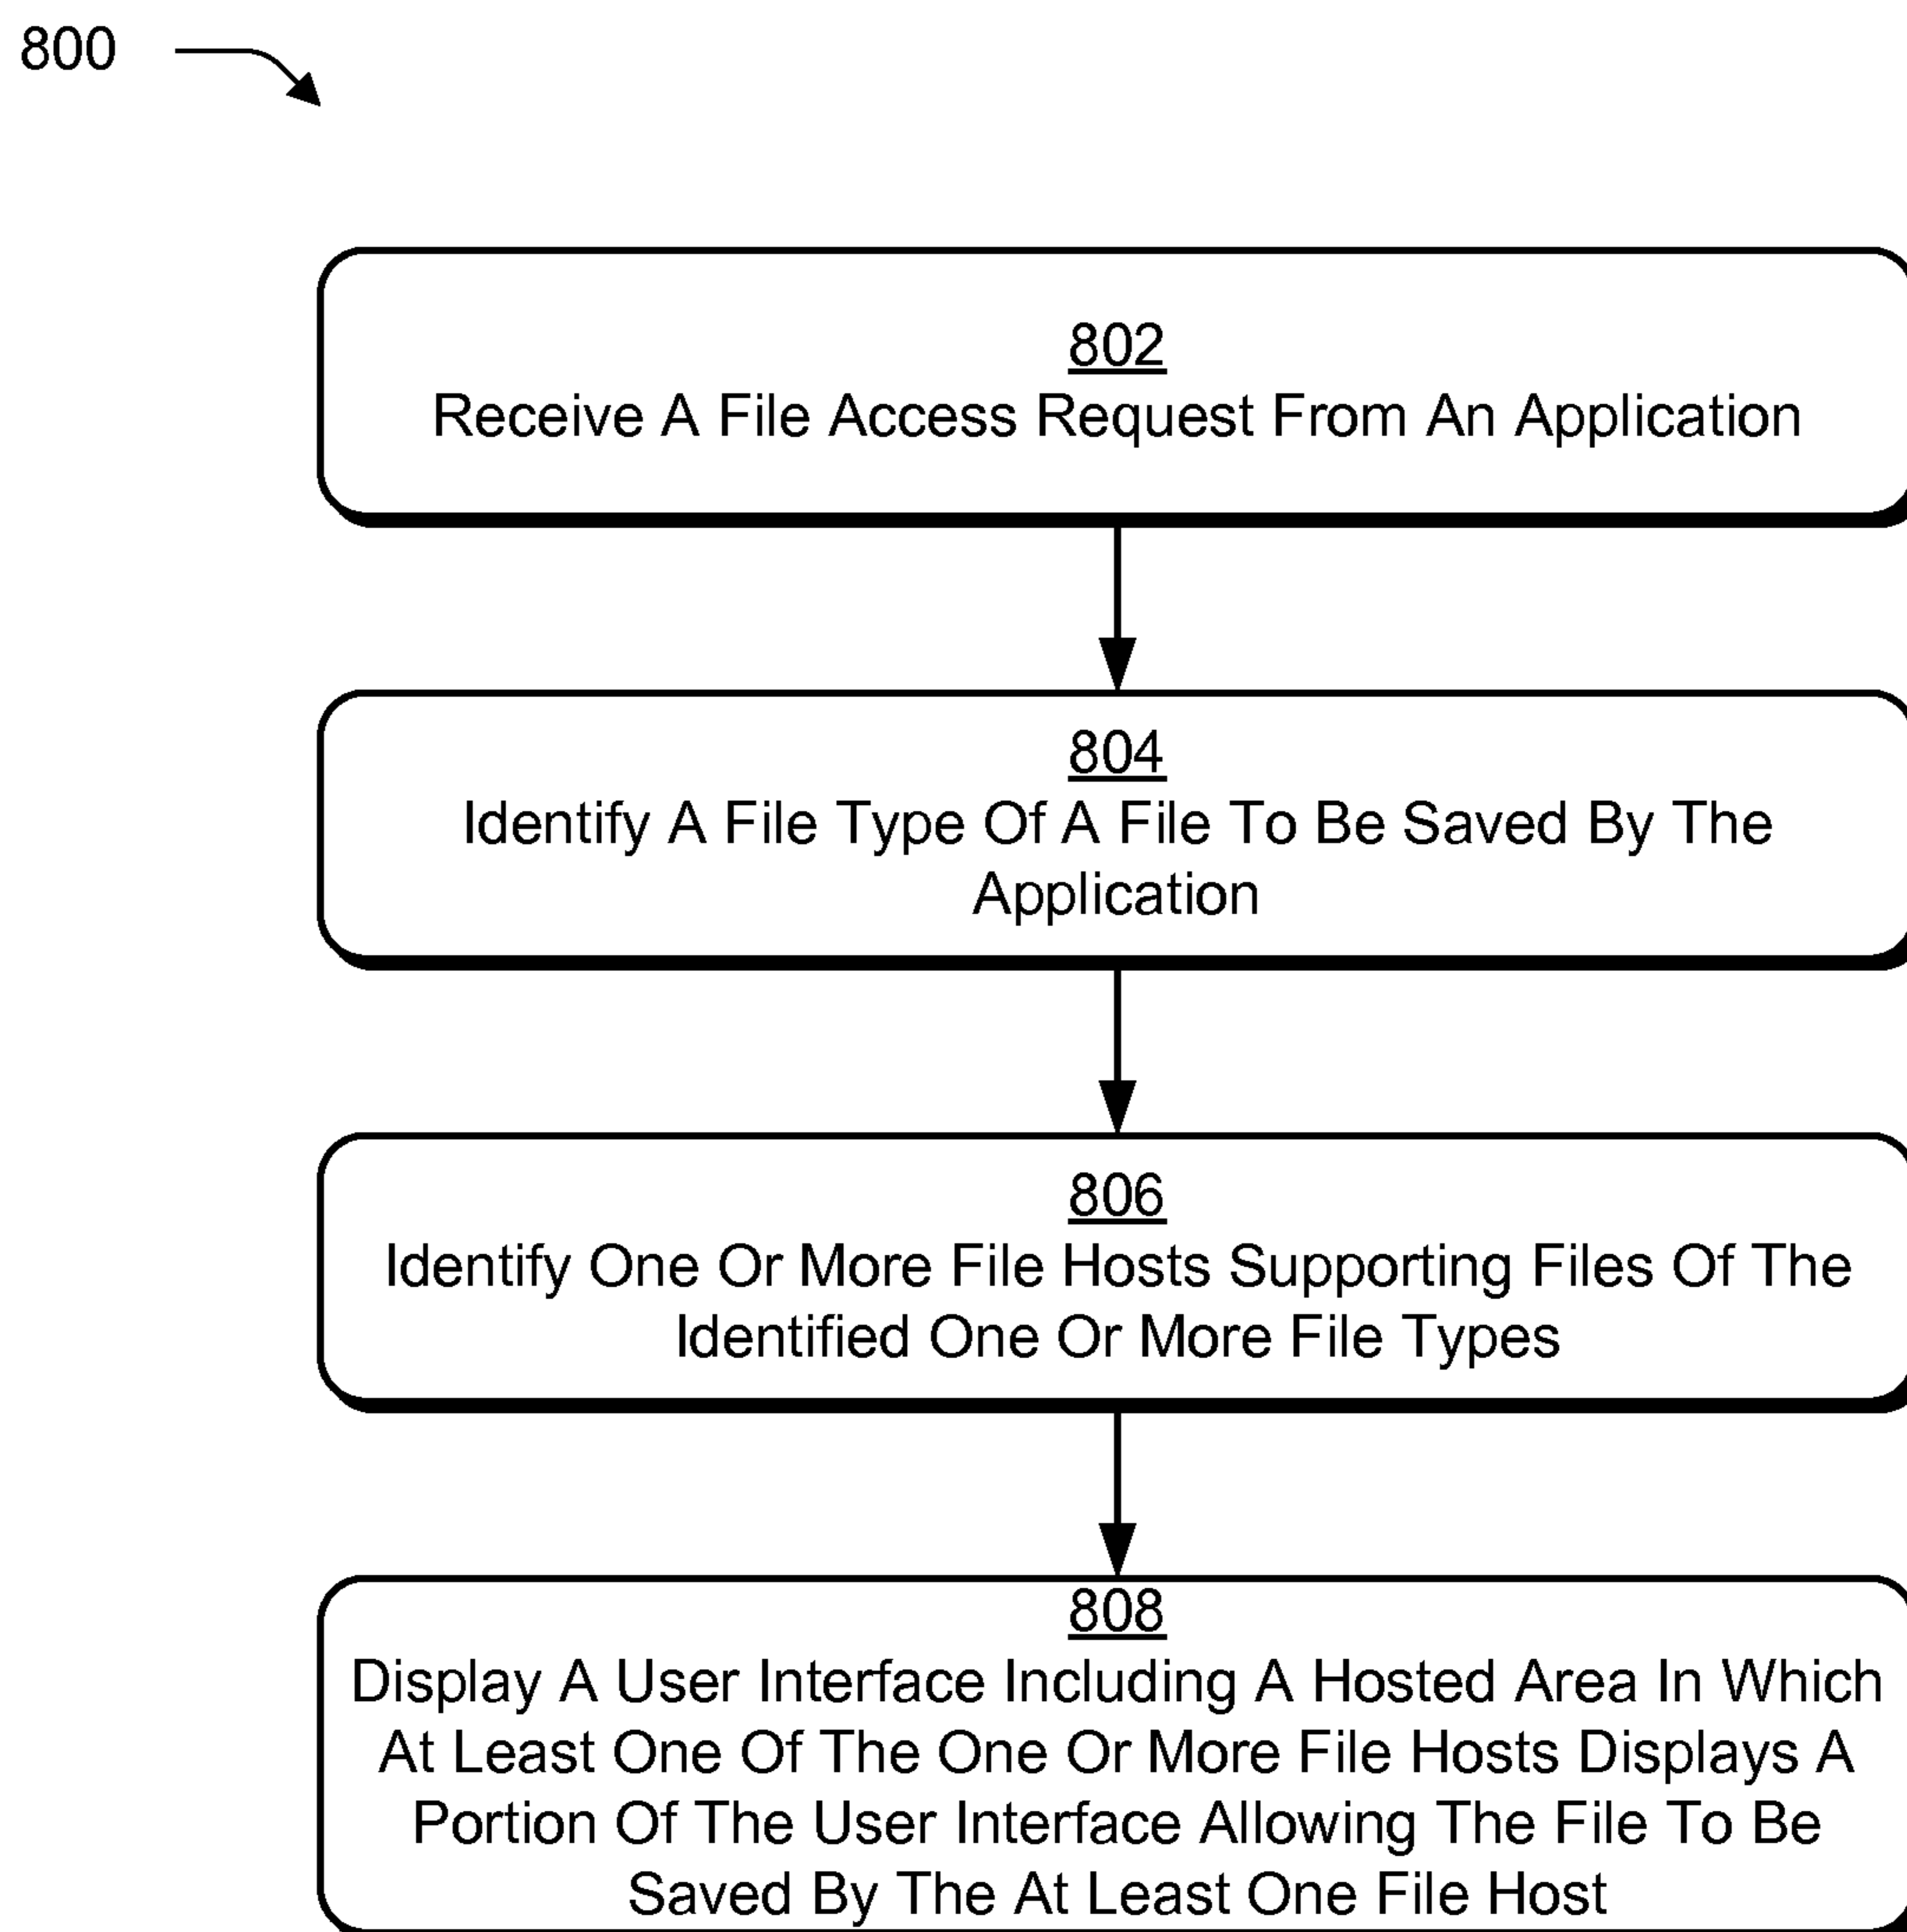 800
802
Receive A File Access Request From An Application
804
Identify A File Type Of A File To Be Saved By The
Application
806
Identify One Or More File Hosts Supporting Files Of The
Identified One Or More File Types
808
Display A User Interface Including A Hosted Area In Which
At Least One Of The One Or More File Hosts Displays A
Portion Of The User Interface Allowing The File To Be
Saved By The At Least One File Host